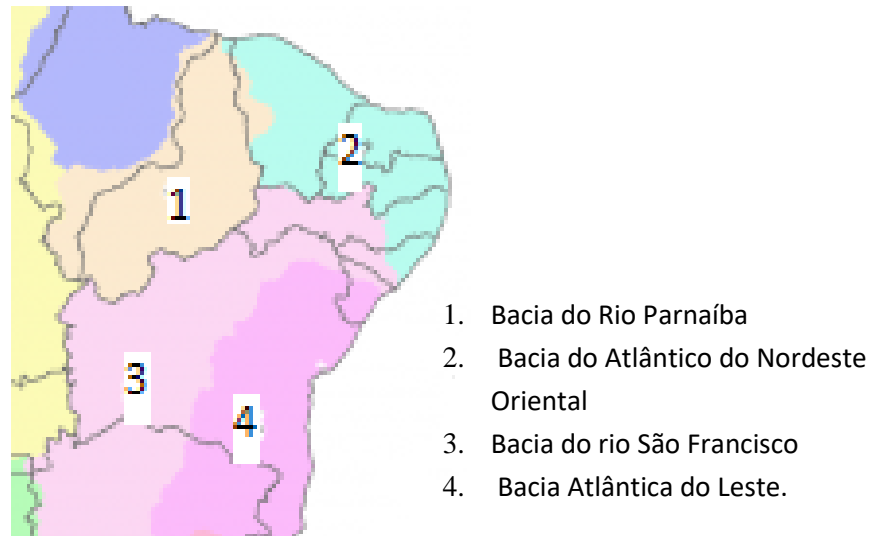 1
2
3
4
1. Bacia do Rio Parnaíba
2. Bacia do Atlântico do Nordeste
Oriental
3. Bacia do rio São Francisco
4. Bacia Atlântica do Leste.